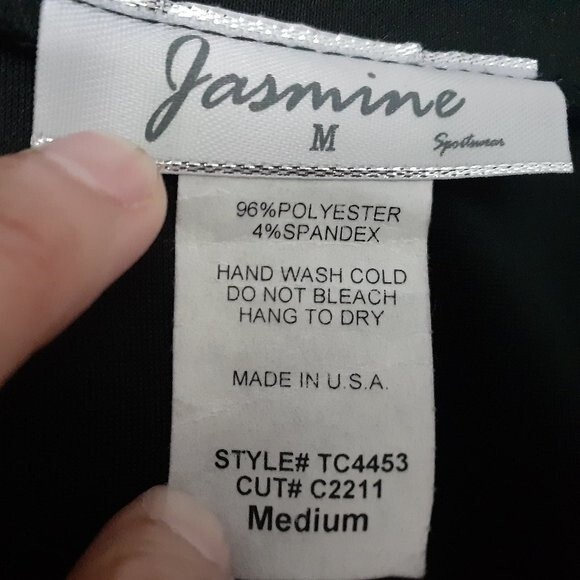 Jasmine
M
Sportswear
96%POLYESTER
4%SPANDEX
HAND WASH COLD
DO NOT BLEACH
HANG TO DRY
MADE IN U.S.A.
STYLE# TC4453
CUT# C2211
Medium